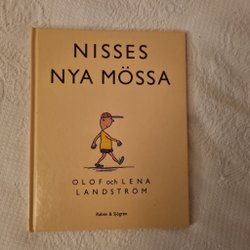 NISSES
NYA MÖSSA
OLOF och LENA
LANDSTRÖM
Rabén & Sjögren